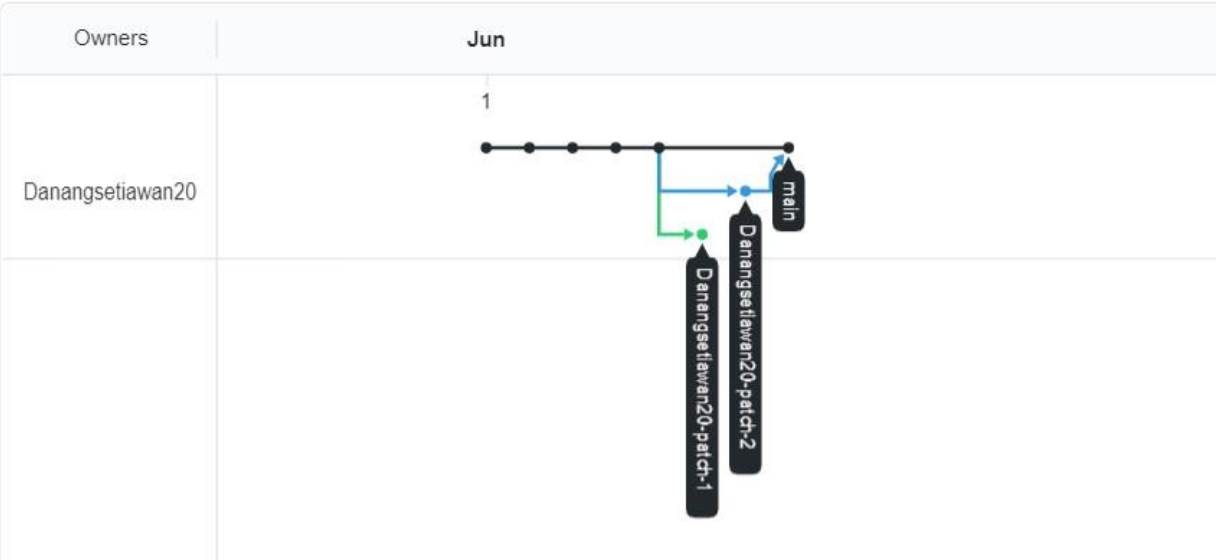 Owners
Jun
1
Danangsetiawan20
main
Danangsetiawan20-patch-2
Danangsetiawan20-patch-1